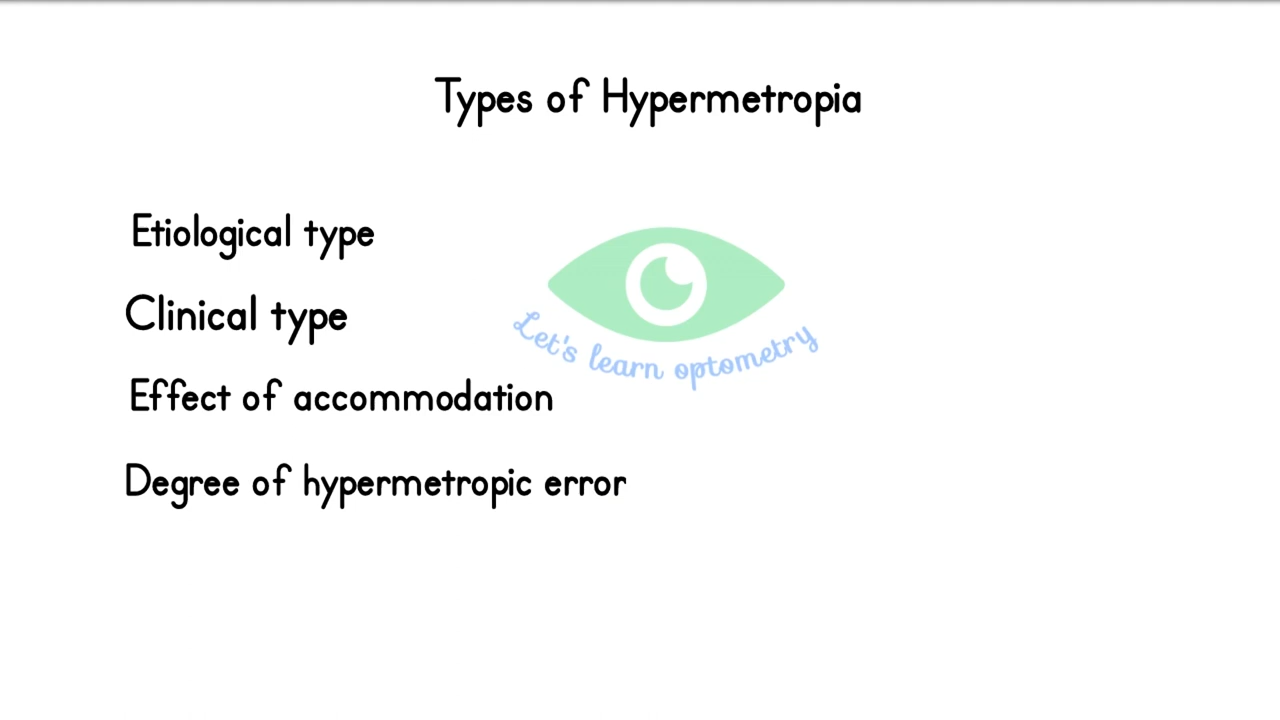 Types of Hypermetropia
Etiological type
Clinical type
Let's learn optometry
Effect of accommodation
Degree of hypermetropic error